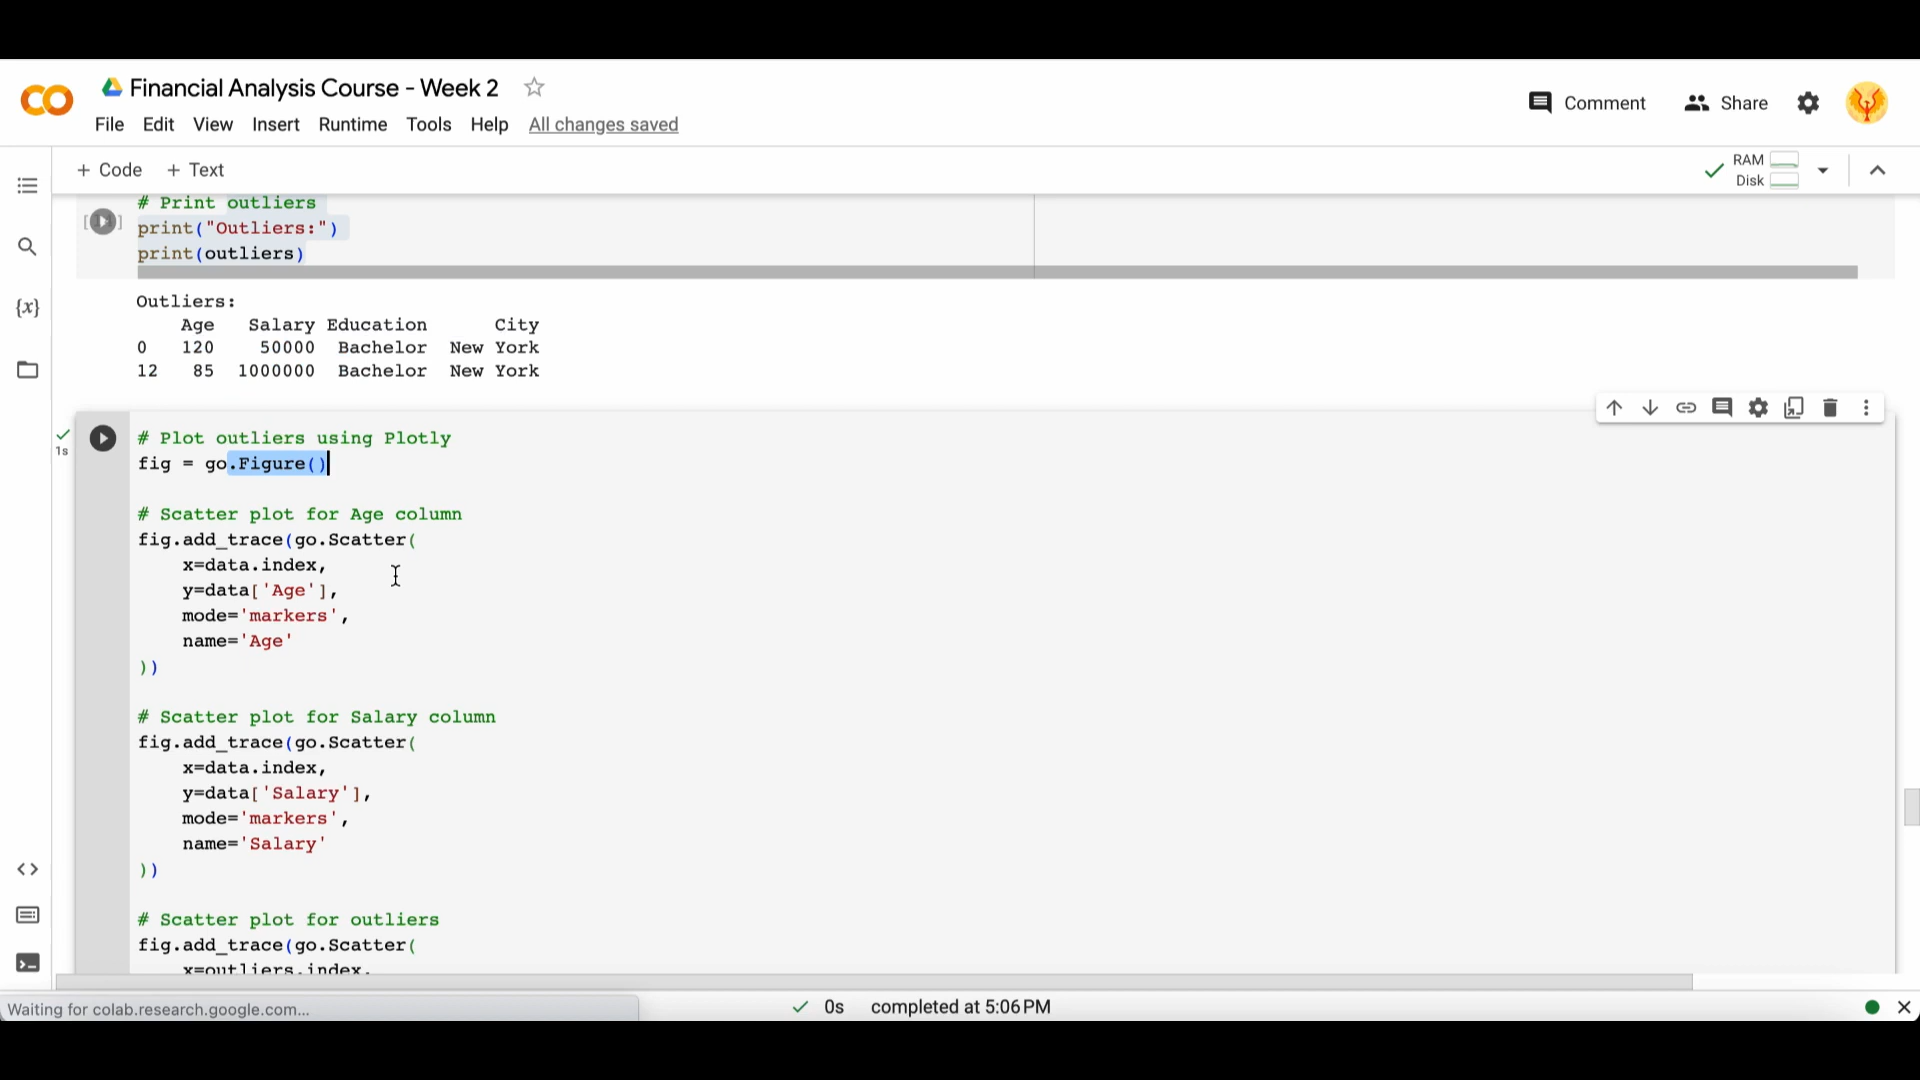 Financial Analysis Course - Week 2
Comment
Share
File Edit View Insert Runtime Tools Help All changes saved
+ Code + Text
RAM
Disk
# Print outliers
print("Outliers:")
print(outliers)
Outliers:
Age Salary Education City
0 120 50000 Bachelor New York
12 85 1000000 Bachelor New York
1s
# Plot outliers using Plotly
fig = go.Figure()
# Scatter plot for Age column
fig.add_trace(go.Scatter(
x=data.index,
y=data['Age'],
mode='markers',
name='Age'
))
# Scatter plot for Salary column
fig.add_trace(go.Scatter(
x=data.index,
y=data['Salary'],
mode='markers',
name='Salary'
))
# Scatter plot for outliers
fig.add_trace(go.Scatter(
x=outliers.index,
Waiting for colab.research.google.com...
0s completed at 5:06 PM